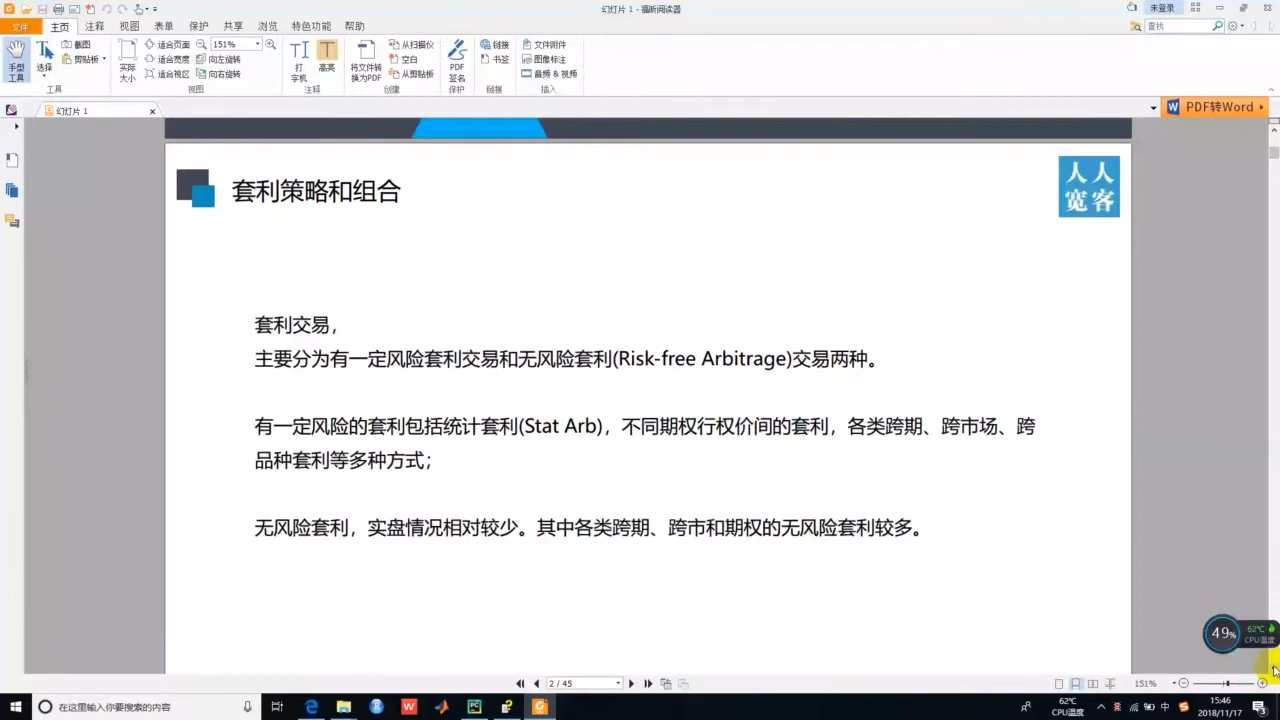 幻灯片 1 - 福昕阅读器
未登录
文件 主页 注释 视图 表单 保护 共享 浏览 特色功能 帮助
查找
手型工具
选择
截图
剪贴板
实际大小
适合页面
适合宽度
适合视区
151%
向左旋转
向右旋转
打字机
高亮
将文件转换为PDF
从扫描仪
空白
从剪贴板
PDF签名
链接
书签
文件附件
图像标注
音频 & 视频
工具 视图 注释 创建 保护 链接 插入
幻灯片 1
PDF转Word
套利策略和组合
人人
宽客
套利交易，
主要分为有一定风险套利交易和无风险套利(Risk-free Arbitrage)交易两种。
有一定风险的套利包括统计套利(Stat Arb)，不同期权行权价间的套利，各类跨期、跨市场、跨
品种套利等多种方式；
无风险套利，实盘情况相对较少。其中各类跨期、跨市和期权的无风险套利较多。
49%
62℃
CPU温度
2 / 45
151%
在这里输入你要搜索的内容
62℃
CPU温度
中
15:46
2018/11/17
3